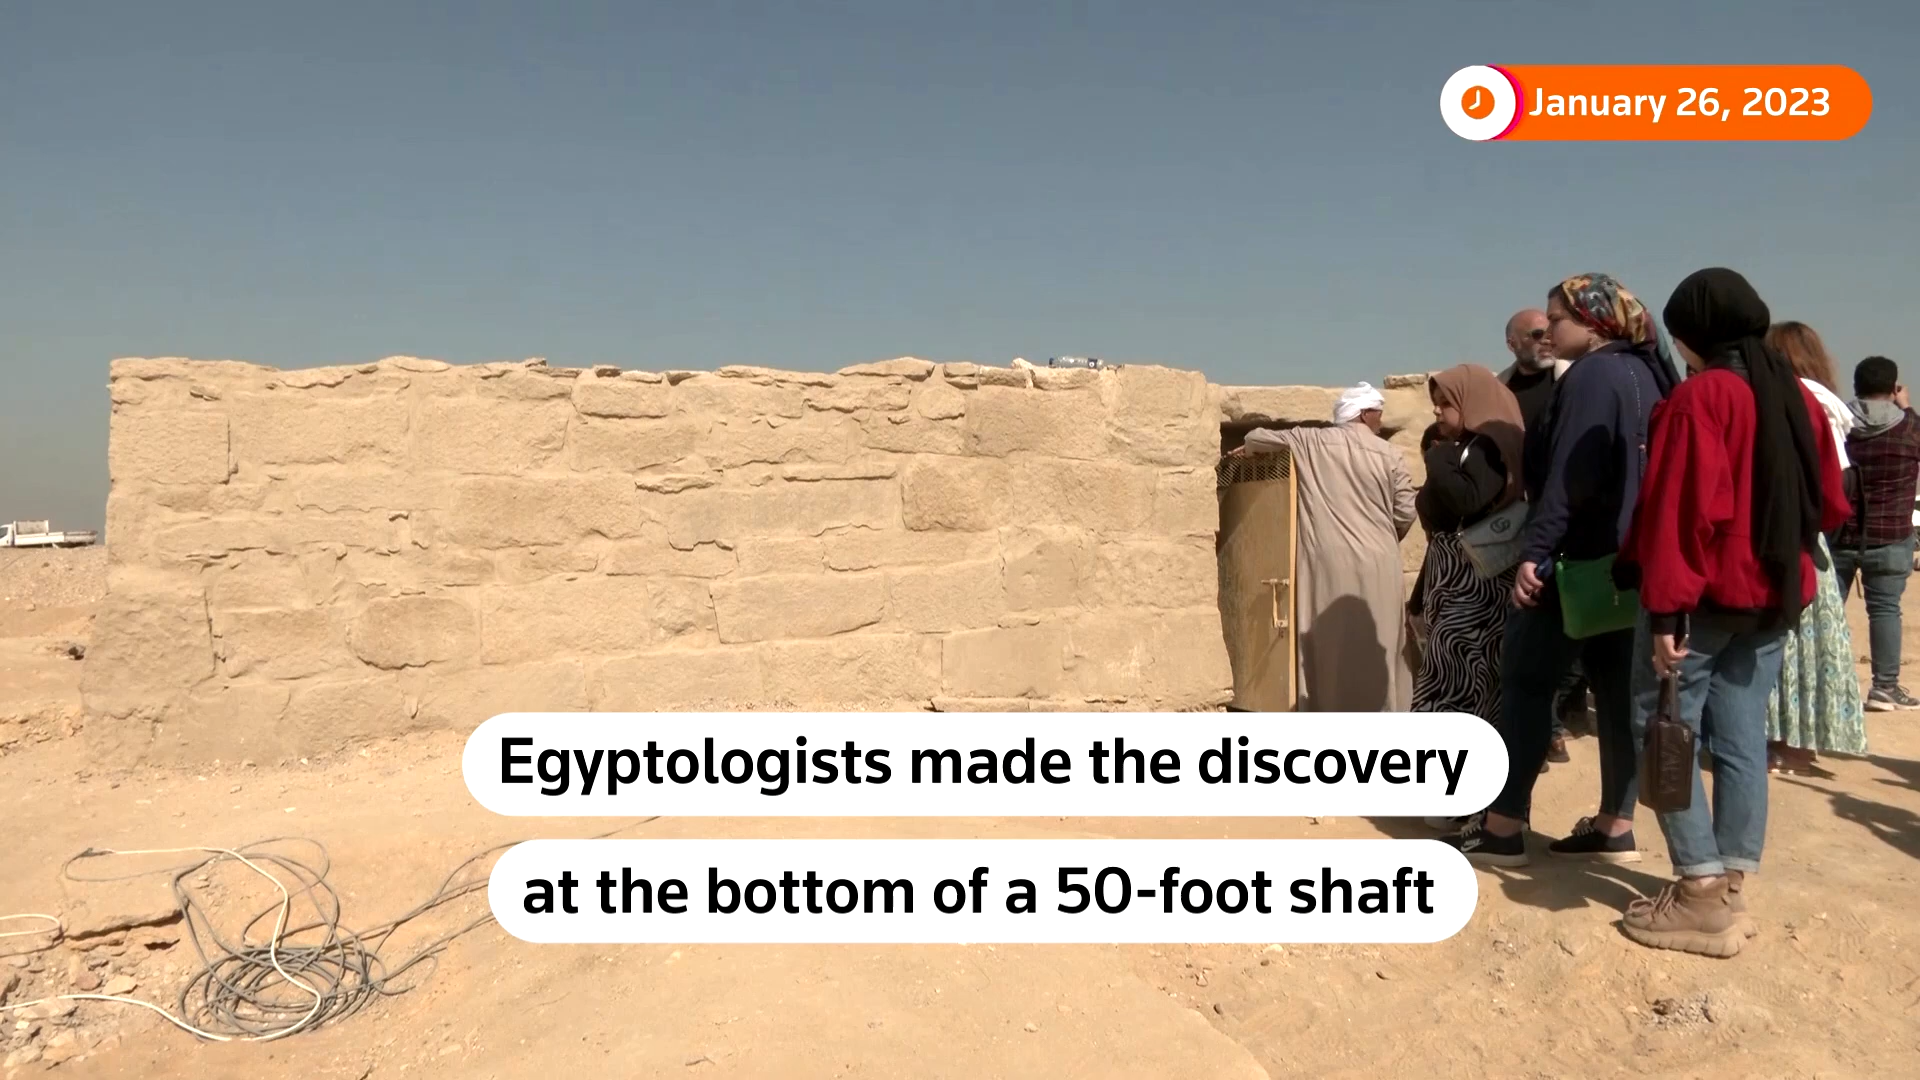 January 26, 2023
Egyptologists made the discovery
at the bottom of a 50-foot shaft